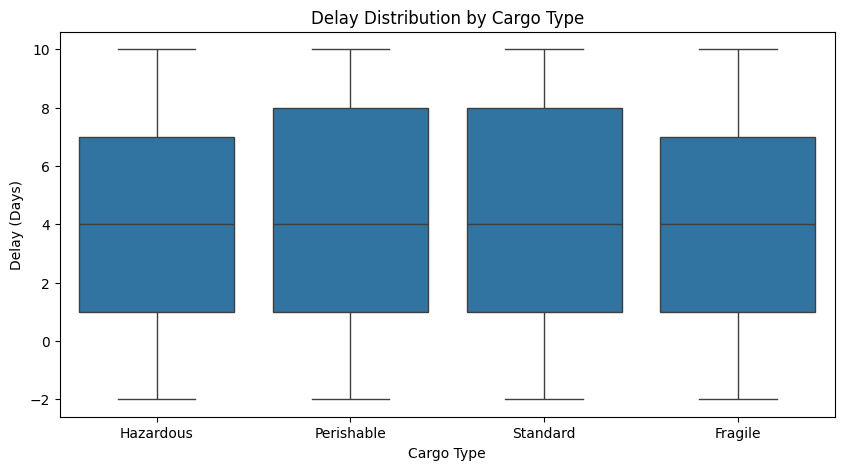 Delay Distribution by Cargo Type
Delay (Days)
10
8
6
4
2
0
−2
Hazardous Perishable Standard Fragile
Cargo Type